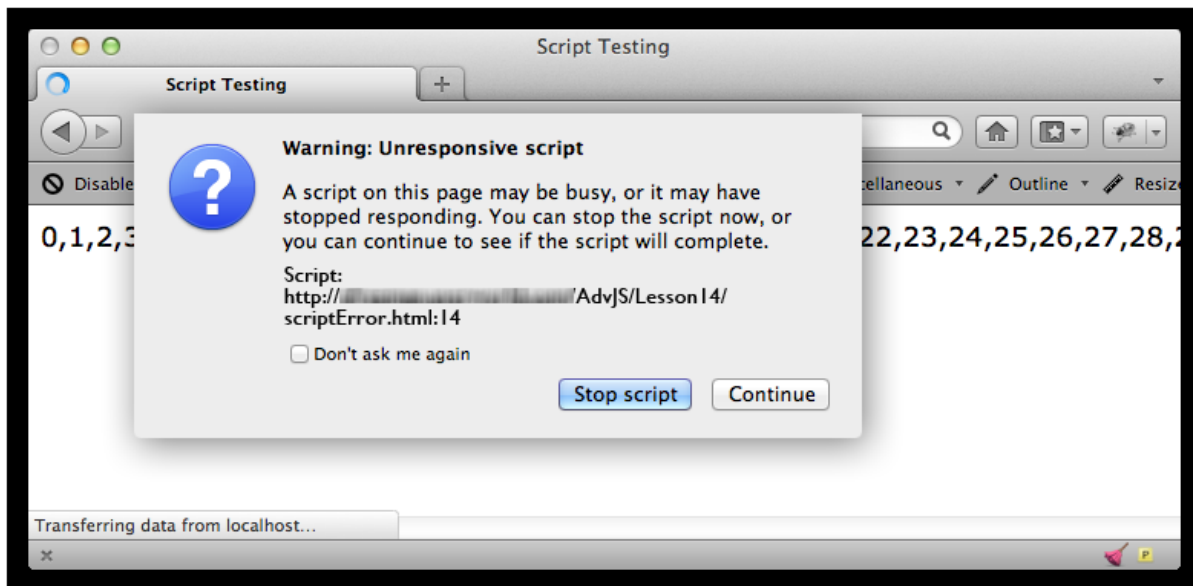 Script Testing
Script Testing
Disable
cellaneous
Outline
Resize
Warning: Unresponsive script
A script on this page may be busy, or it may have
stopped responding. You can stop the script now, or
you can continue to see if the script will complete.
Script:
http:// /AdvJS/Lesson14/
scriptError.html:14
Don't ask me again
Stop script
Continue
0,1,2,3
22,23,24,25,26,27,28,2
Transferring data from localhost...
P